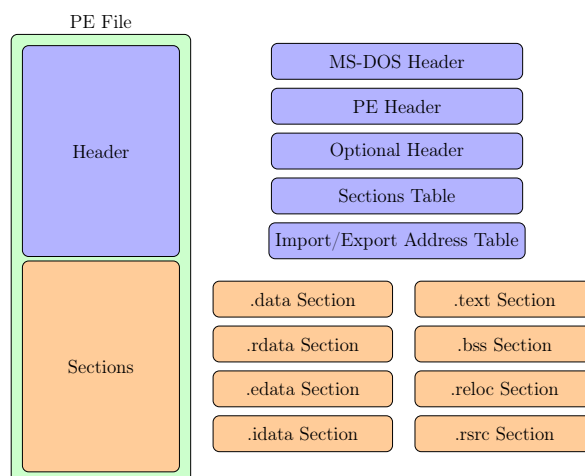 PE File
Header
Sections
MS-DOS Header
PE Header
Optional Header
Sections Table
Import/Export Address Table
.data Section
.text Section
.rdata Section
.bss Section
.edata Section
.reloc Section
.idata Section
.rsrc Section